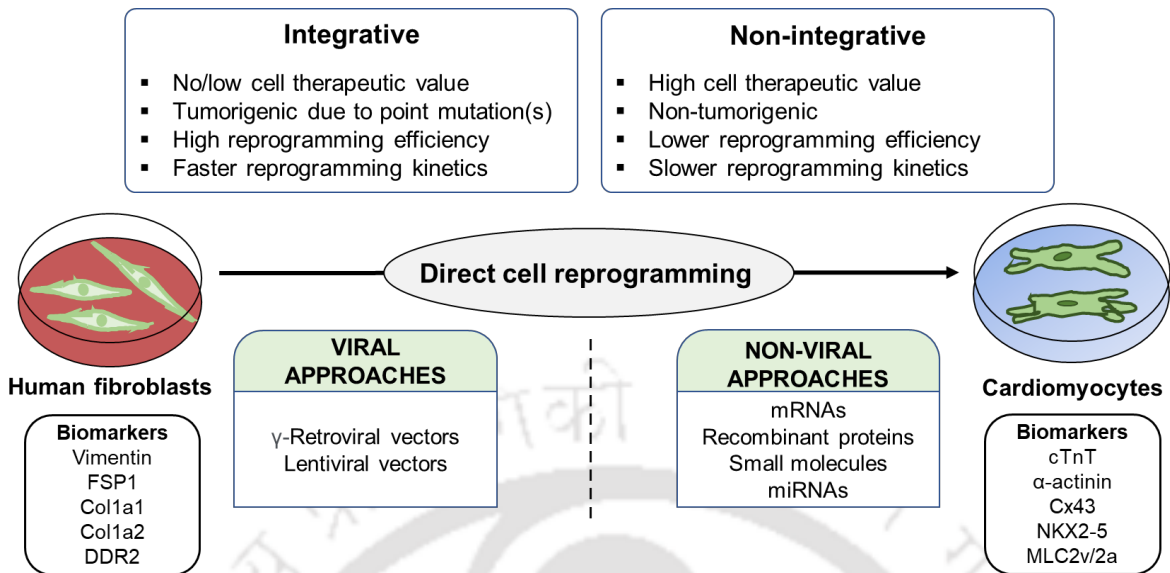 Integrative
▪ No/low cell therapeutic value
▪ Tumorigenic due to point mutation(s)
▪ High reprogramming efficiency
▪ Faster reprogramming kinetics
Non-integrative
▪ High cell therapeutic value
▪ Non-tumorigenic
▪ Lower reprogramming efficiency
▪ Slower reprogramming kinetics
Direct cell reprogramming
Human fibroblasts
Biomarkers
Vimentin
FSP1
Col1a1
Col1a2
DDR2
VIRAL
APPROACHES
γ-Retroviral vectors
Lentiviral vectors
NON-VIRAL
APPROACHES
mRNAs
Recombinant proteins
Small molecules
miRNAs
Cardiomyocytes
Biomarkers
cTnT
α-actinin
Cx43
NKX2-5
MLC2v/2a